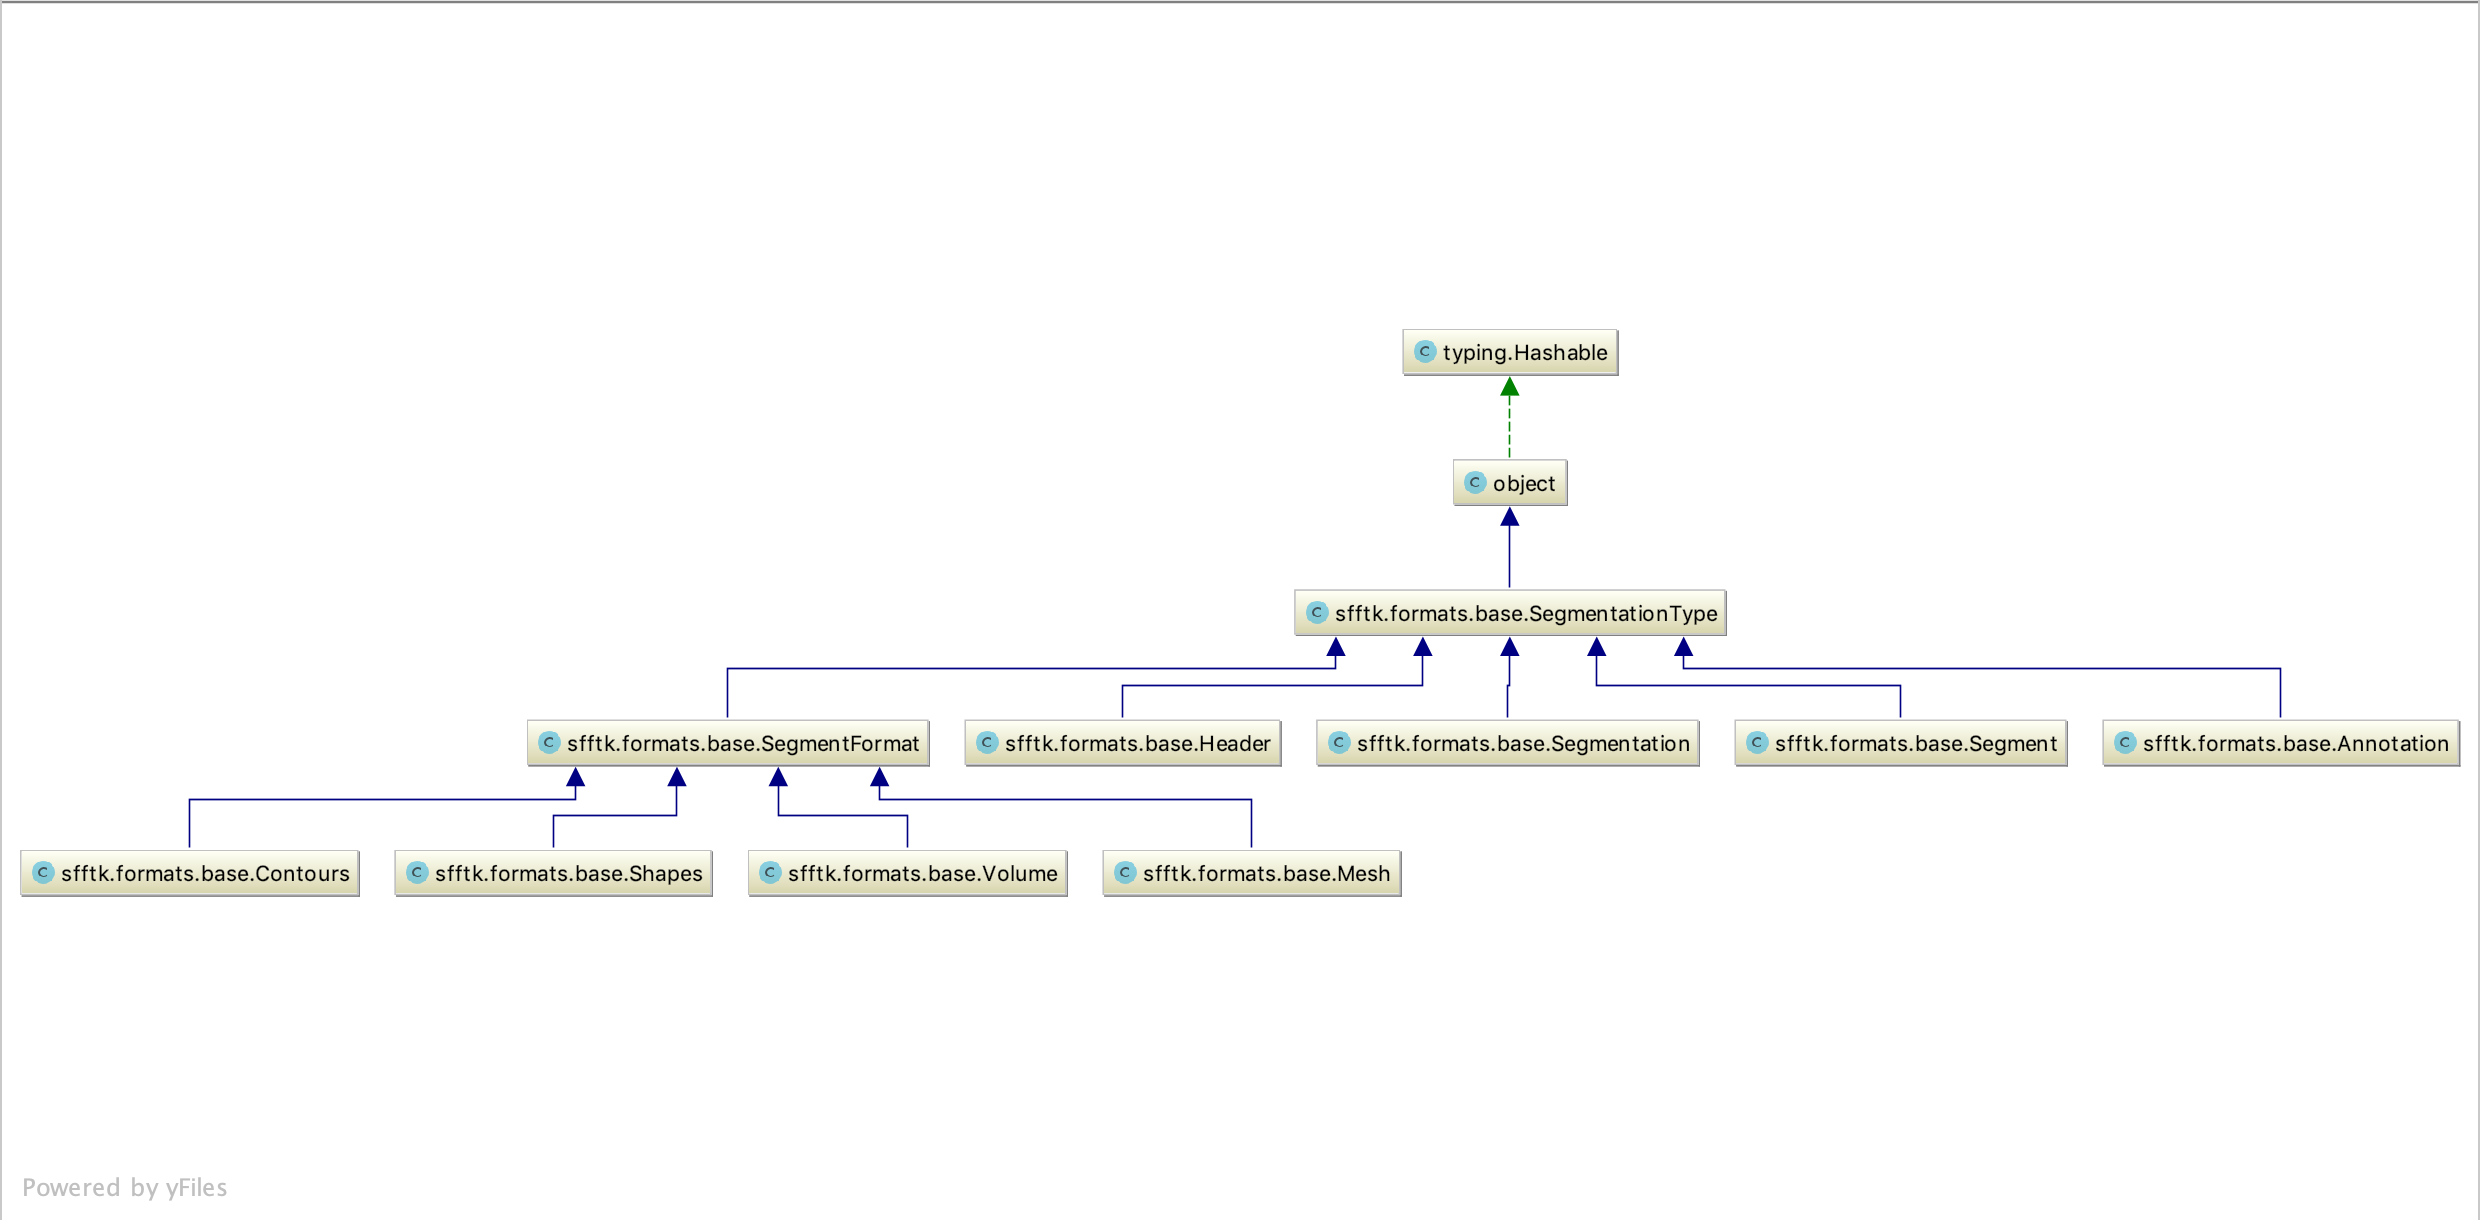 C typing.Hashable
C object
C sfftk.formats.base.SegmentationType
C sfftk.formats.base.SegmentFormat
C sfftk.formats.base.Header
C sfftk.formats.base.Segmentation
C sfftk.formats.base.Segment
C sfftk.formats.base.Annotation
C sfftk.formats.base.Contours
C sfftk.formats.base.Shapes
C sfftk.formats.base.Volume
C sfftk.formats.base.Mesh
Powered by yFiles